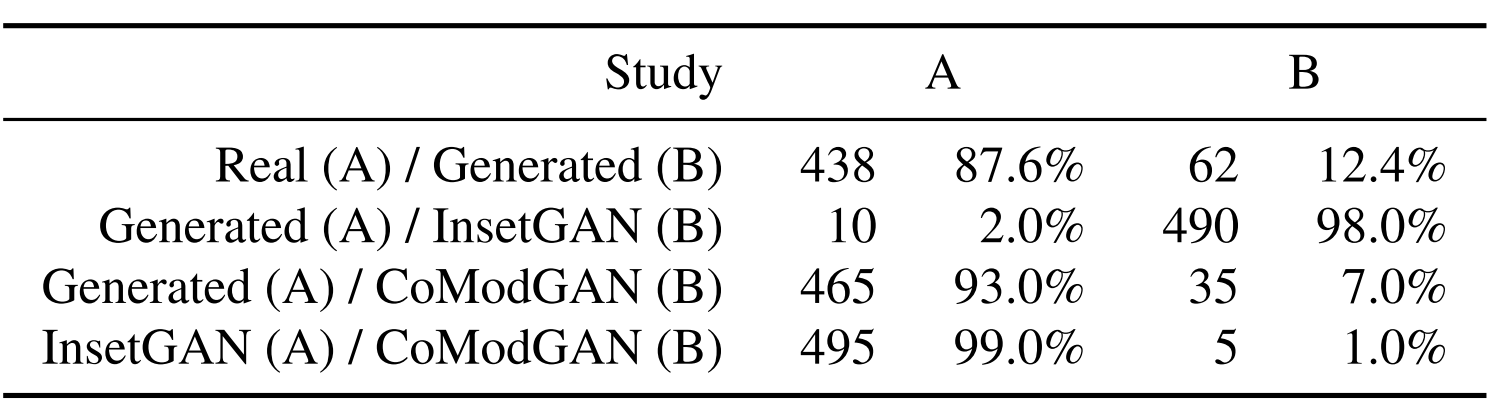 Study A B
Real (A) / Generated (B) 438 87.6% 62 12.4%
Generated (A) / InsetGAN (B) 10 2.0% 490 98.0%
Generated (A) / CoModGAN (B) 465 93.0% 35 7.0%
InsetGAN (A) / CoModGAN (B) 495 99.0% 5 1.0%